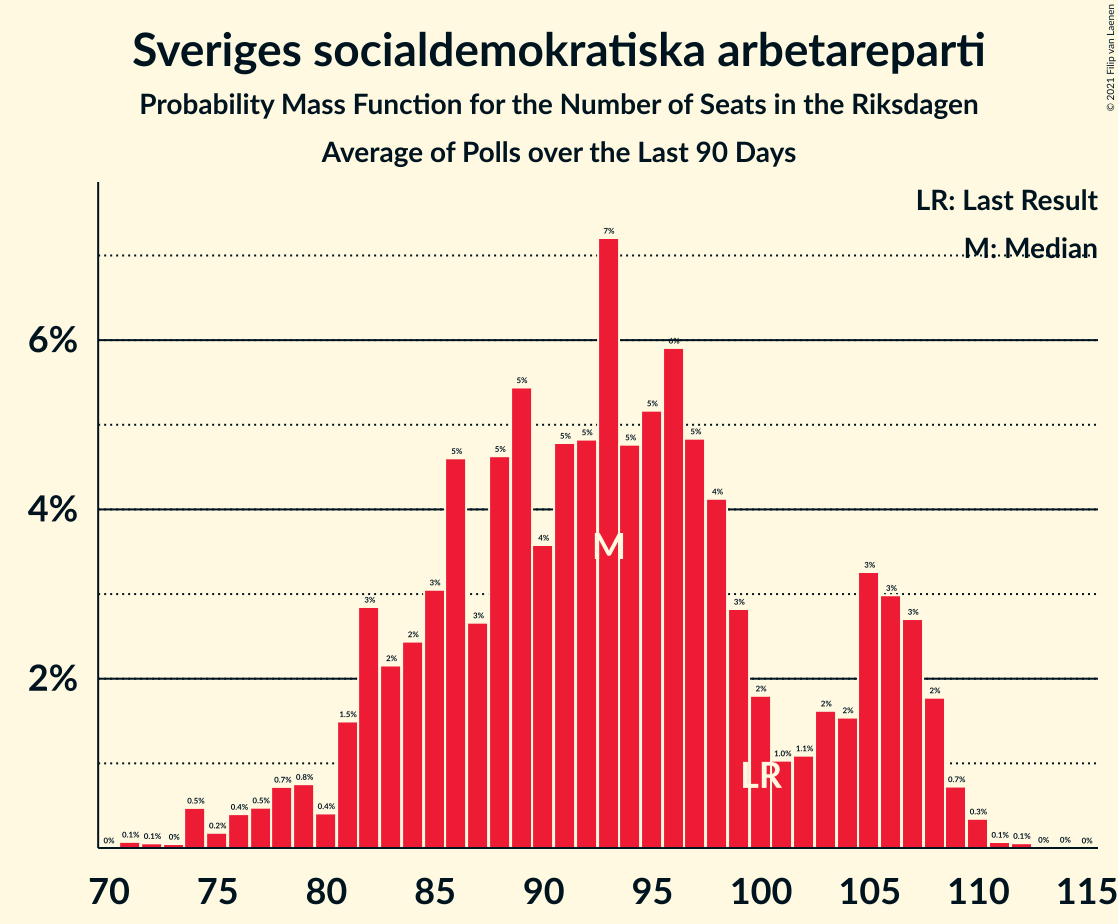 Sveriges socialdemokratiska arbetareparti
Probability Mass Function for the Number of Seats in the Riksdagen
Average of Polls over the Last 90 Days
© 2021 Filip van Laenen
LR: Last Result
M: Median
6%
4%
2%
0% 0.1% 0.1% 0% 0.5% 0.2% 0.4% 0.5% 0.7% 0.8% 0.4% 1.5% 3% 2% 2% 3% 5% 3% 5% 5% 4% 5% 5% 7% 5% 5% 6% 5% 4% 3% 2% 1.0% 1.1% 2% 2% 3% 3% 3% 2% 0.7% 0.3% 0.1% 0.1% 0% 0% 0%
M
LR
70 75 80 85 90 95 100 105 110 115